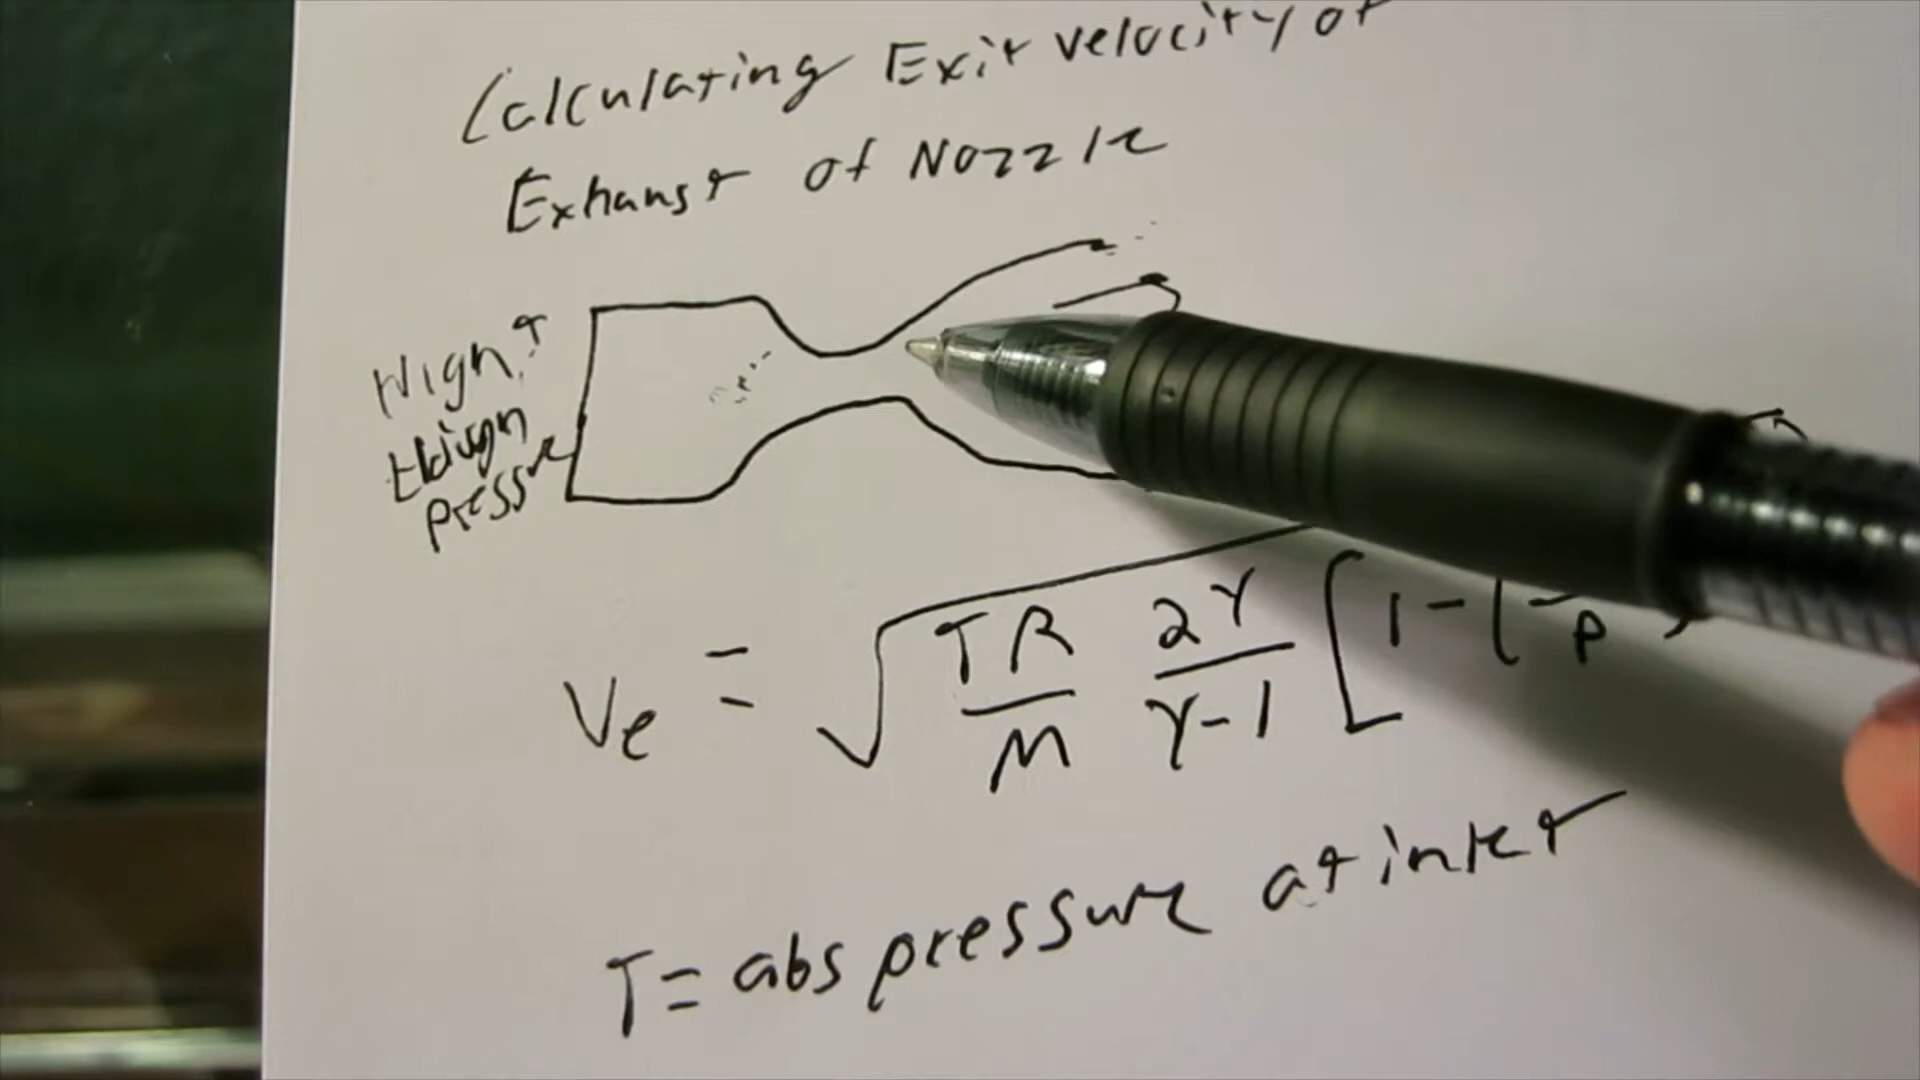 Calculating Exit velocity of
Exhaust of Nozzle
High T
High
pressure
Ve = √ TR/M 2γ/γ-1 [1-( /P )
T= abs pressure at inlet